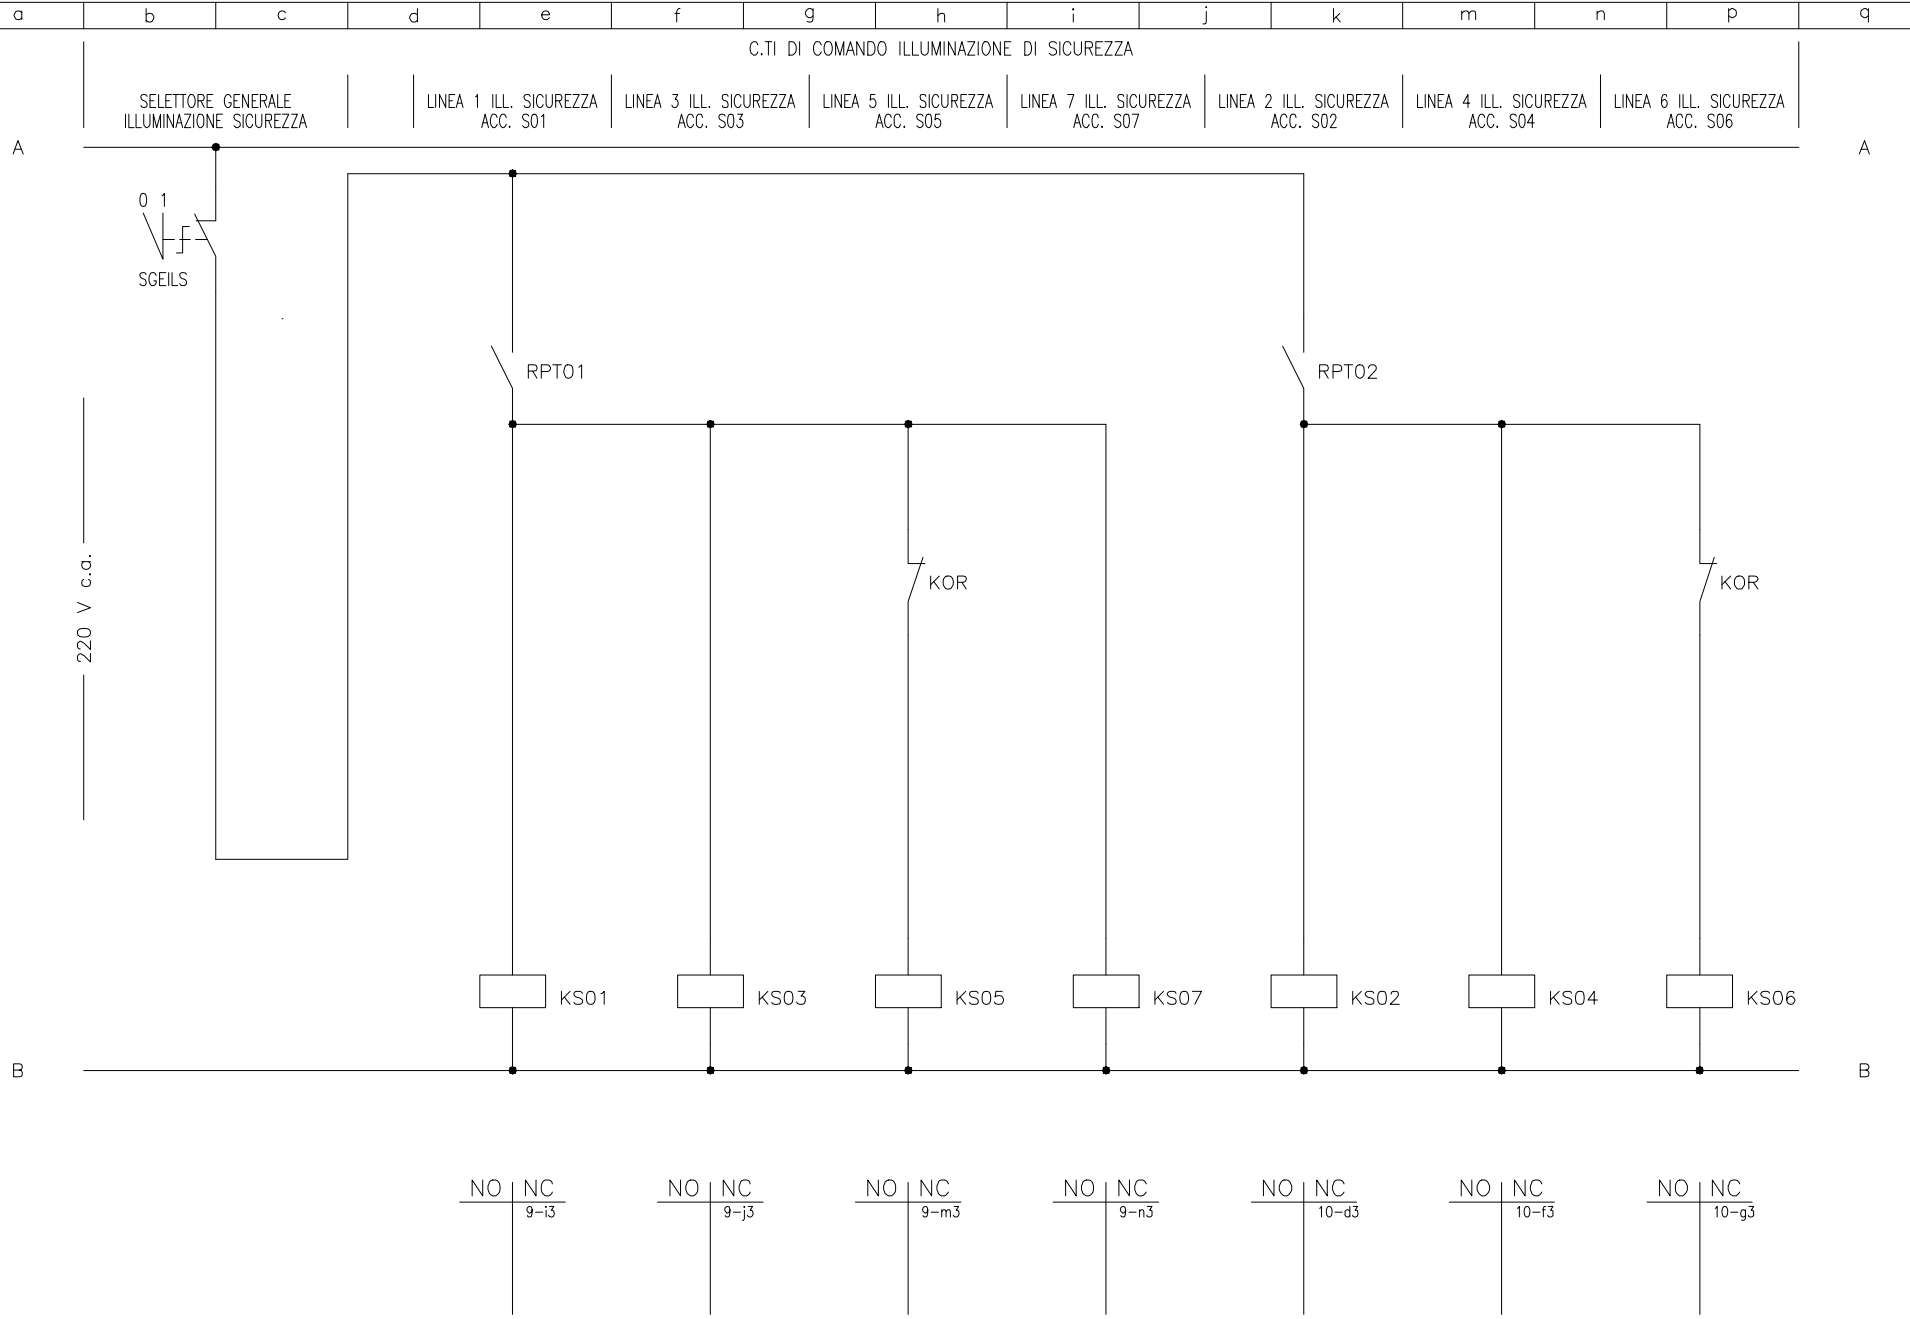 a b c d e f g h i j k m n p q
C.TI DI COMANDO ILLUMINAZIONE DI SICUREZZA
SELETTORE GENERALE
ILLUMINAZIONE SICUREZZA
LINEA 1 ILL. SICUREZZA
ACC. S01
LINEA 3 ILL. SICUREZZA
ACC. S03
LINEA 5 ILL. SICUREZZA
ACC. S05
LINEA 7 ILL. SICUREZZA
ACC. S07
LINEA 2 ILL. SICUREZZA
ACC. S02
LINEA 4 ILL. SICUREZZA
ACC. S04
LINEA 6 ILL. SICUREZZA
ACC. S06
A A
0 1
SGEILS
RPT01 RPT02
220 V c.a.
KOR KOR
KS01 KS03 KS05 KS07 KS02 KS04 KS06
B B
NO NC NO NC NO NC NO NC NO NC NO NC NO NC
9-i3 9-j3 9-m3 9-n3 10-d3 10-f3 10-g3